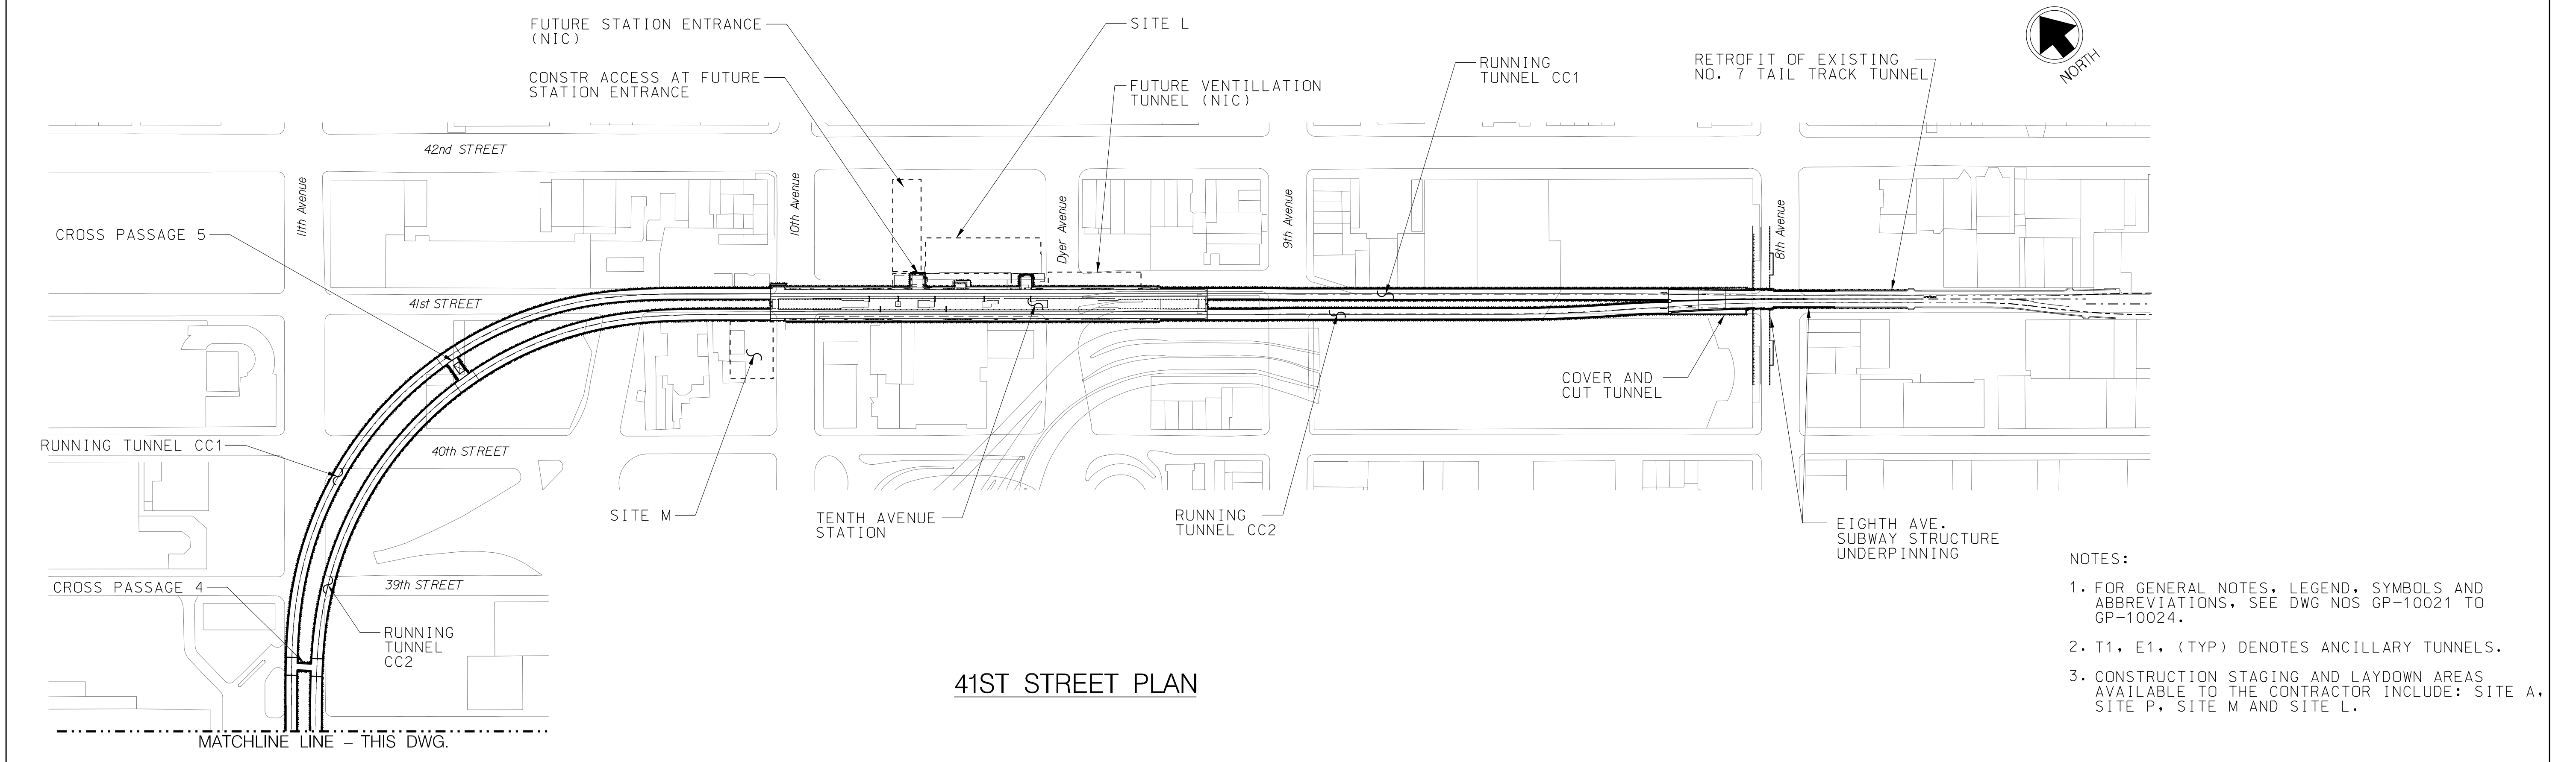 FUTURE STATION ENTRANCE
(NIC)
SITE L
CONSTR ACCESS AT FUTURE
STATION ENTRANCE
FUTURE VENTILLATION
TUNNEL (NIC)
RUNNING
TUNNEL CC1
RETROFIT OF EXISTING
NO. 7 TAIL TRACK TUNNEL
NORTH
42nd STREET
11th Avenue
10th Avenue
Dyer Avenue
9th Avenue
8th Avenue
CROSS PASSAGE 5
41st STREET
COVER AND
CUT TUNNEL
RUNNING TUNNEL CC1
40th STREET
SITE M
TENTH AVENUE
STATION
RUNNING
TUNNEL CC2
EIGHTH AVE.
SUBWAY STRUCTURE
UNDERPINNING
CROSS PASSAGE 4
39th STREET
RUNNING
TUNNEL
CC2
41ST STREET PLAN
MATCHLINE LINE - THIS DWG.
NOTES:
1. FOR GENERAL NOTES, LEGEND, SYMBOLS AND
ABBREVIATIONS, SEE DWG NOS GP-10021 TO
GP-10024.
2. T1, E1, (TYP) DENOTES ANCILLARY TUNNELS.
3. CONSTRUCTION STAGING AND LAYDOWN AREAS
AVAILABLE TO THE CONTRACTOR INCLUDE: SITE A,
SITE P, SITE M AND SITE L.